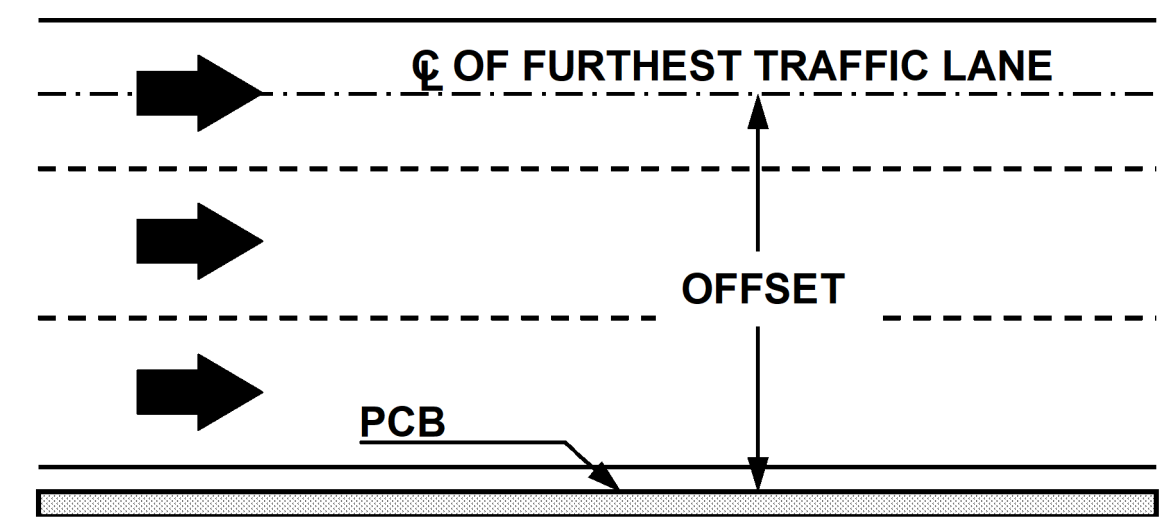 ℄ OF FURTHEST TRAFFIC LANE
OFFSET
PCB